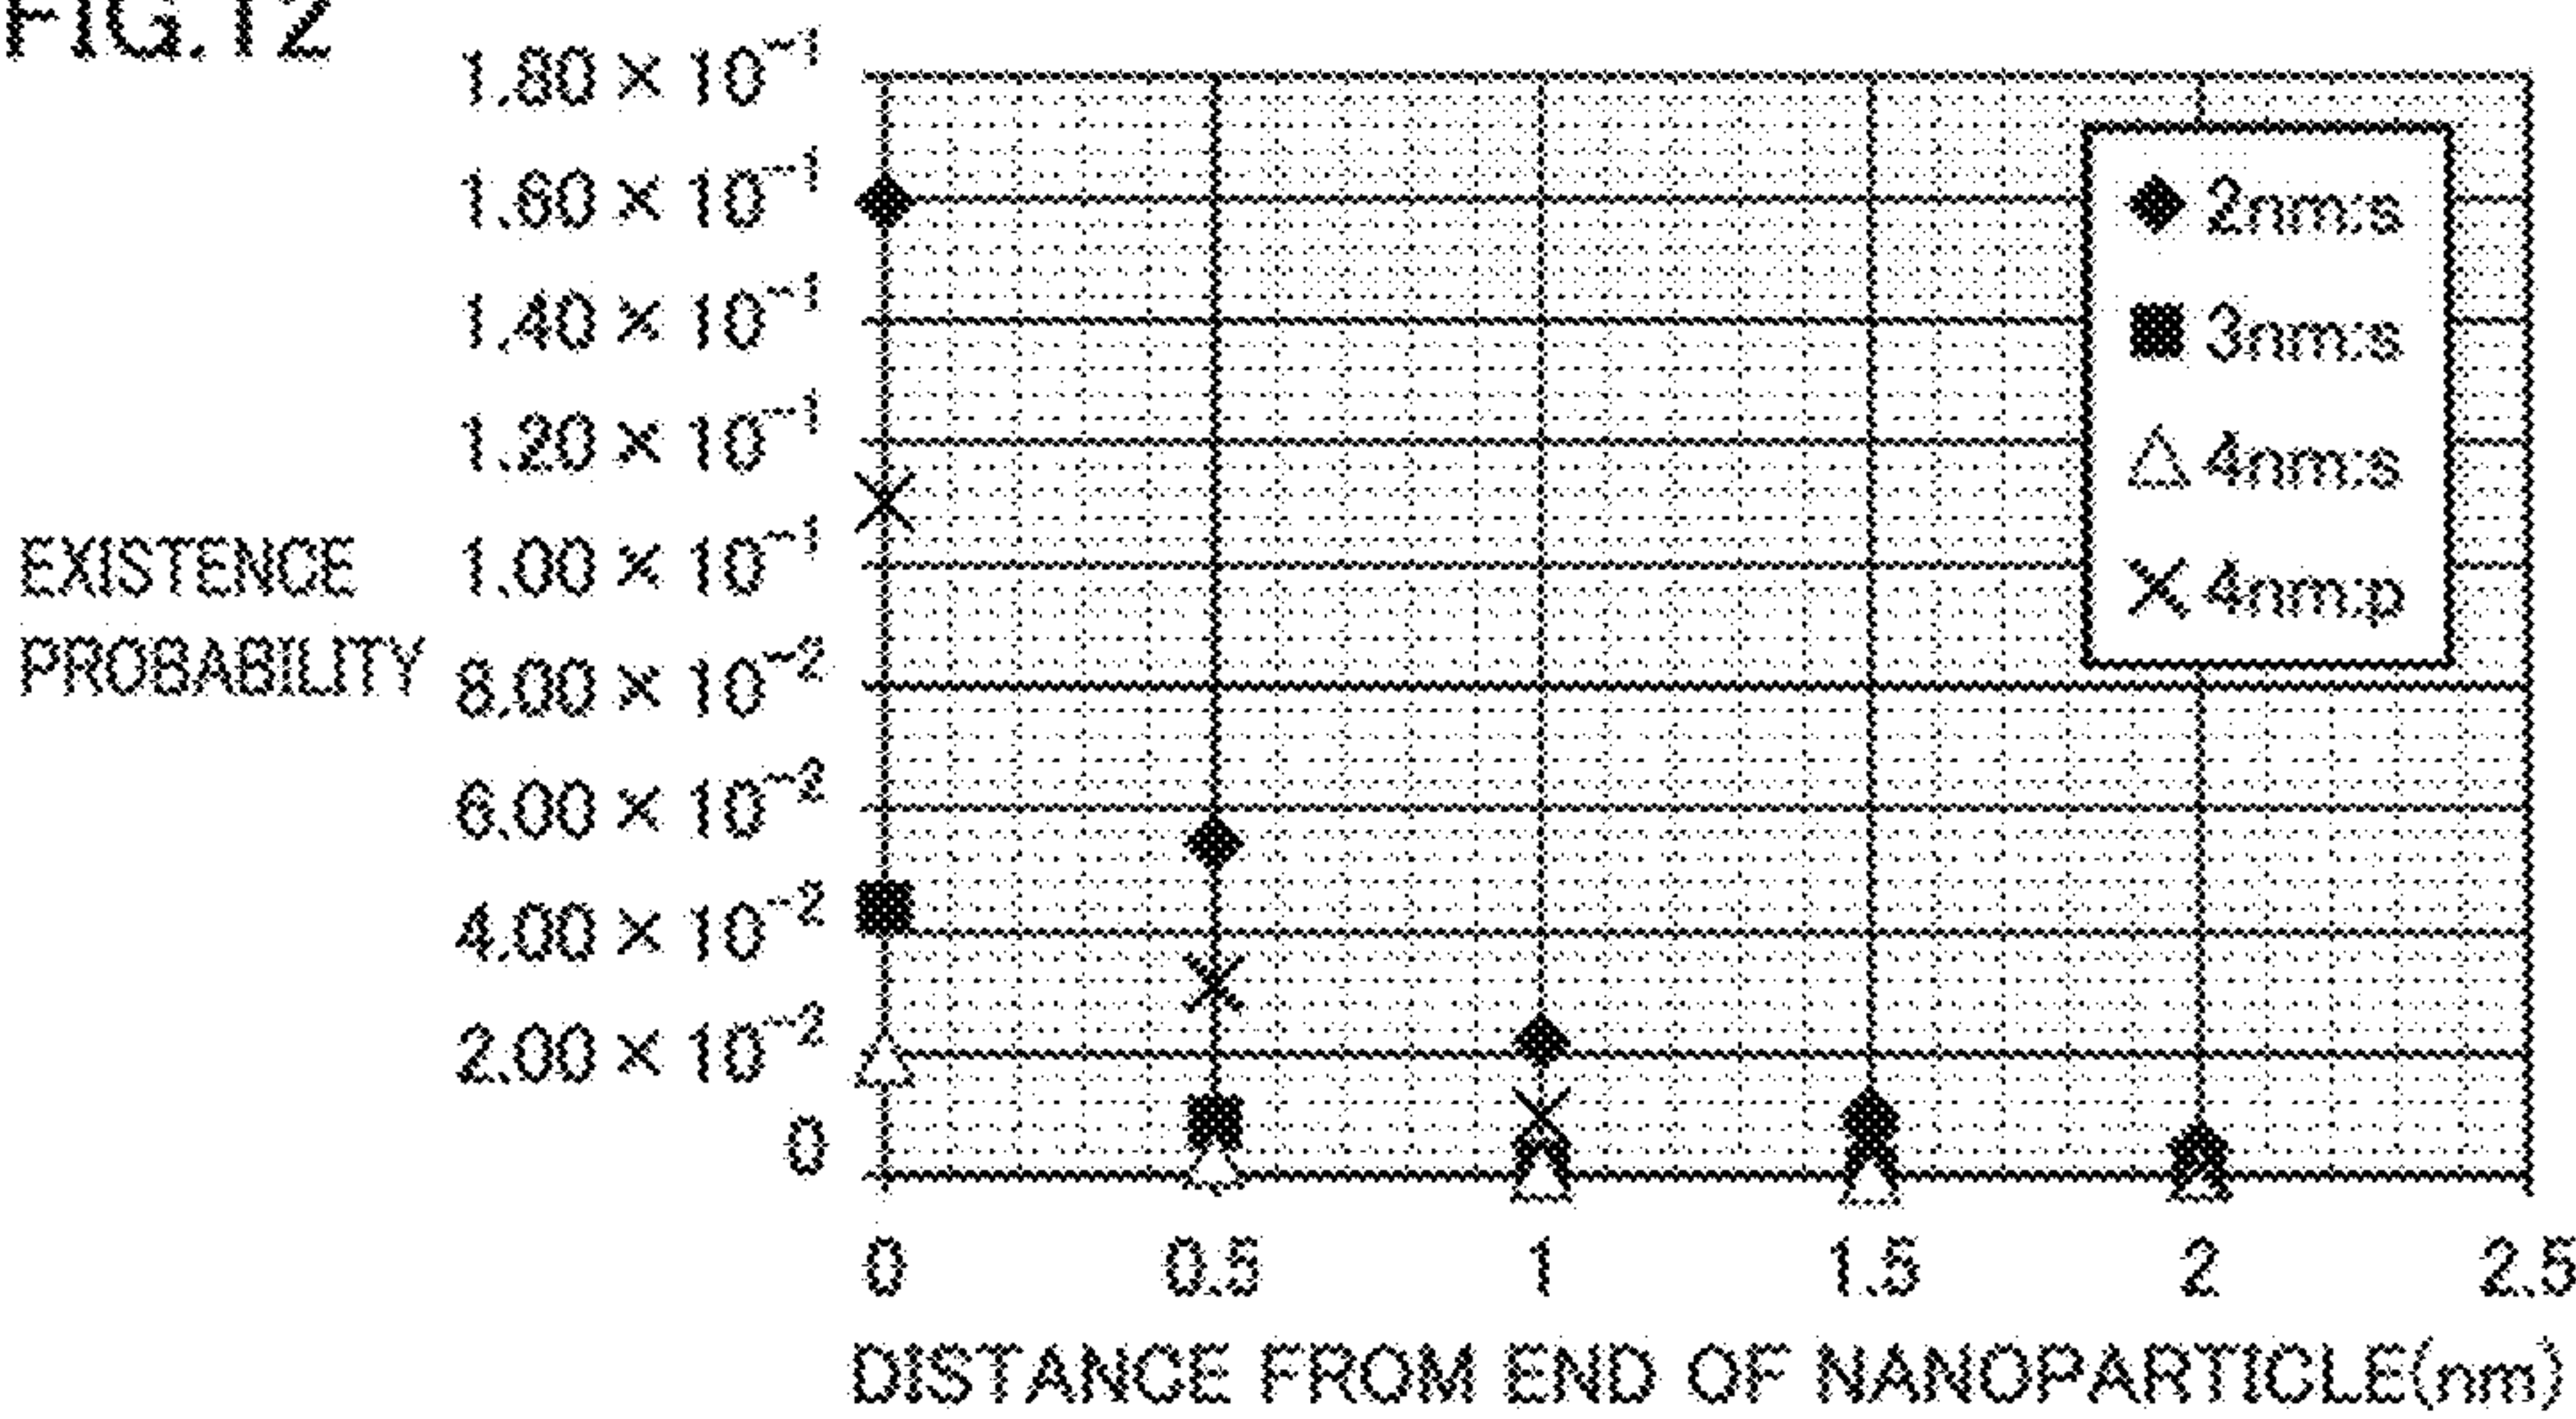 FIG.12
1.80 × 10⁻¹
1.60 × 10⁻¹
1.40 × 10⁻¹
1.20 × 10⁻¹
1.00 × 10⁻¹
8.00 × 10⁻²
6.00 × 10⁻²
4.00 × 10⁻²
2.00 × 10⁻²
0
EXISTENCE
PROBABILITY
2nm:s
3nm:s
4nm:s
4nm:p
0 0.5 1 1.5 2 2.5
DISTANCE FROM END OF NANOPARTICLE(nm)